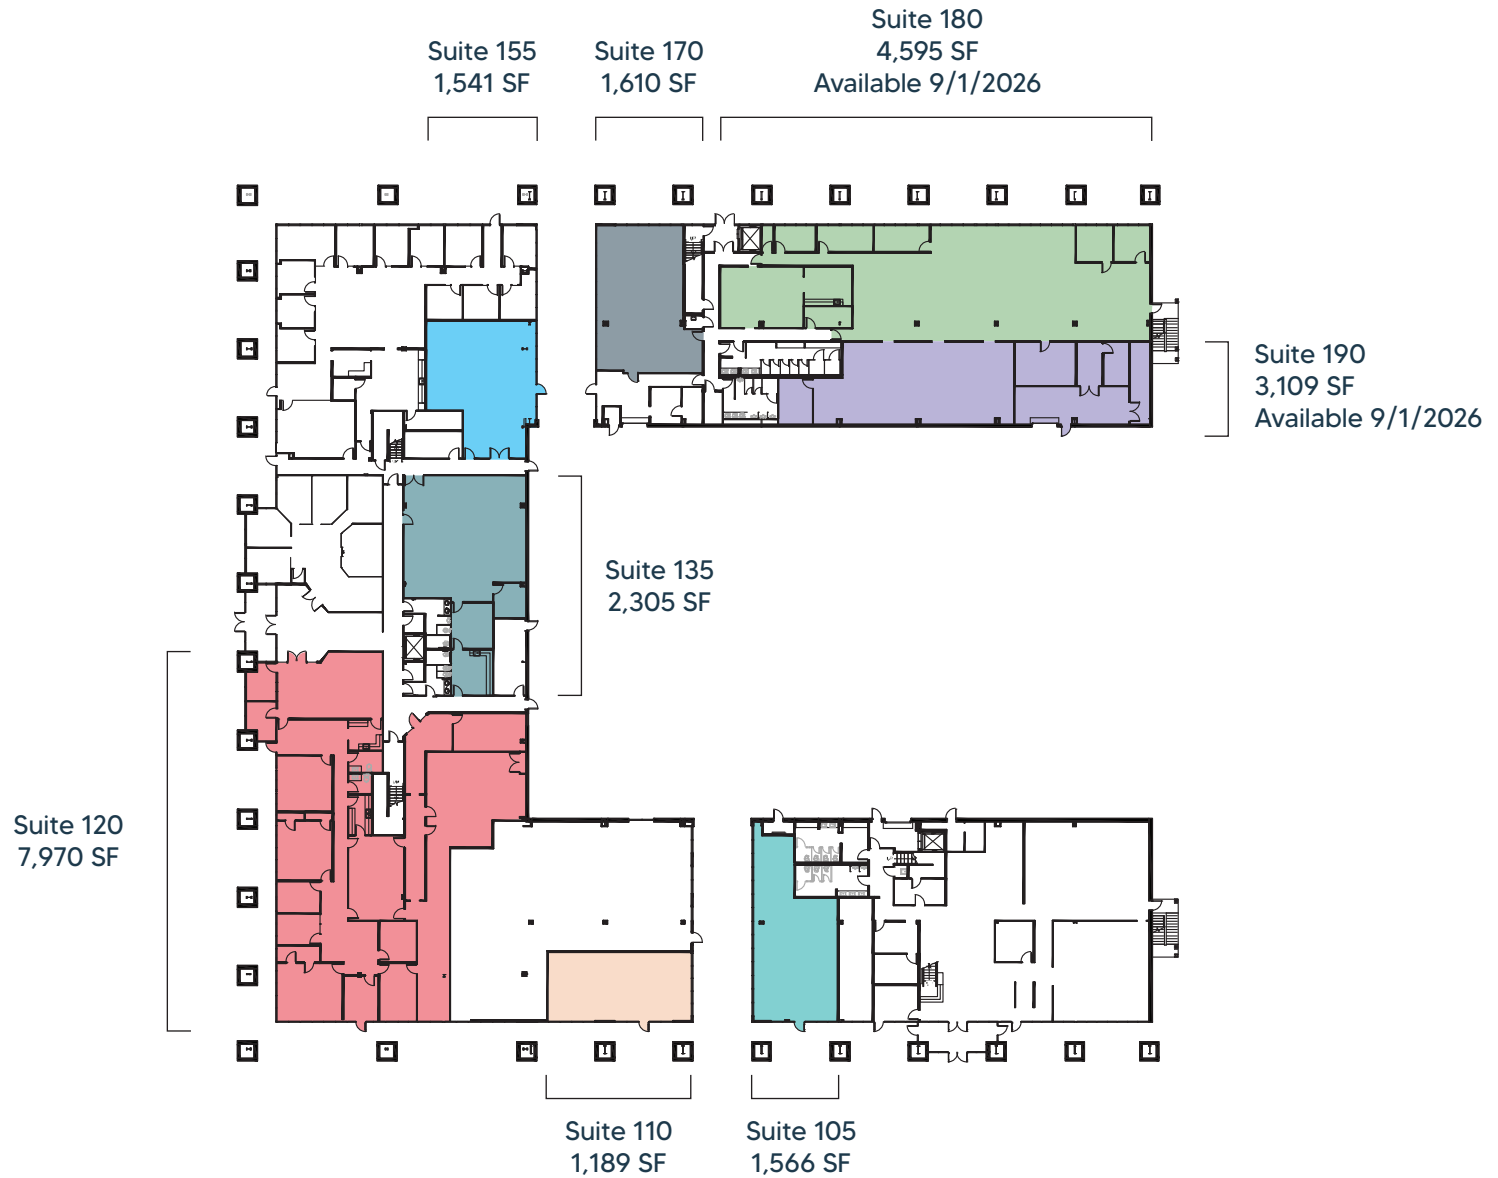 Suite 180
4,595 SF
Available 9/1/2026
Suite 155
1,541 SF
Suite 170
1,610 SF
Suite 190
3,109 SF
Available 9/1/2026
Suite 135
2,305 SF
Suite 120
7,970 SF
Suite 110
1,189 SF
Suite 105
1,566 SF